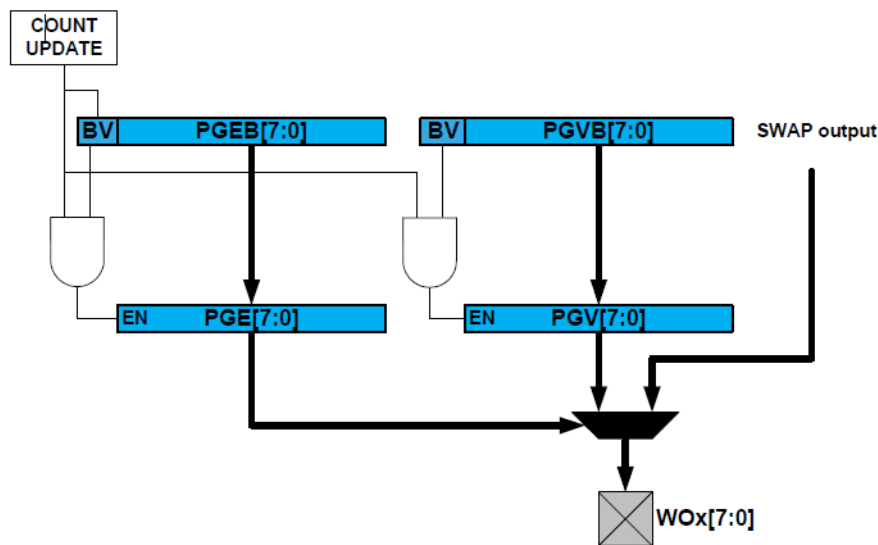 COUNT
UPDATE
BV PGEB[7:0]
BV PGVB[7:0]
SWAP output
EN PGE[7:0]
EN PGV[7:0]
WOx[7:0]